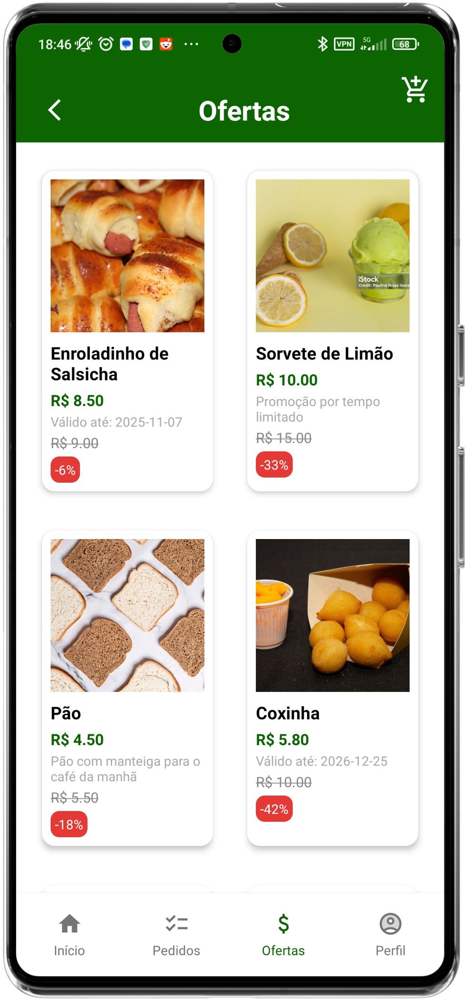 18:46
VPN
5G
68
Ofertas
iStock
Credit: Paulina Rojas Gonz
Enroladinho de
Salsicha
R$ 8.50
Válido até: 2025-11-07
R$ 9.00
-6%
Sorvete de Limão
R$ 10.00
Promoção por tempo
limitado
R$ 15.00
-33%
Pão
R$ 4.50
Pão com manteiga para o
café da manhã
R$ 5.50
-18%
Coxinha
R$ 5.80
Válido até: 2026-12-25
R$ 10.00
-42%
Início
Pedidos
Ofertas
Perfil